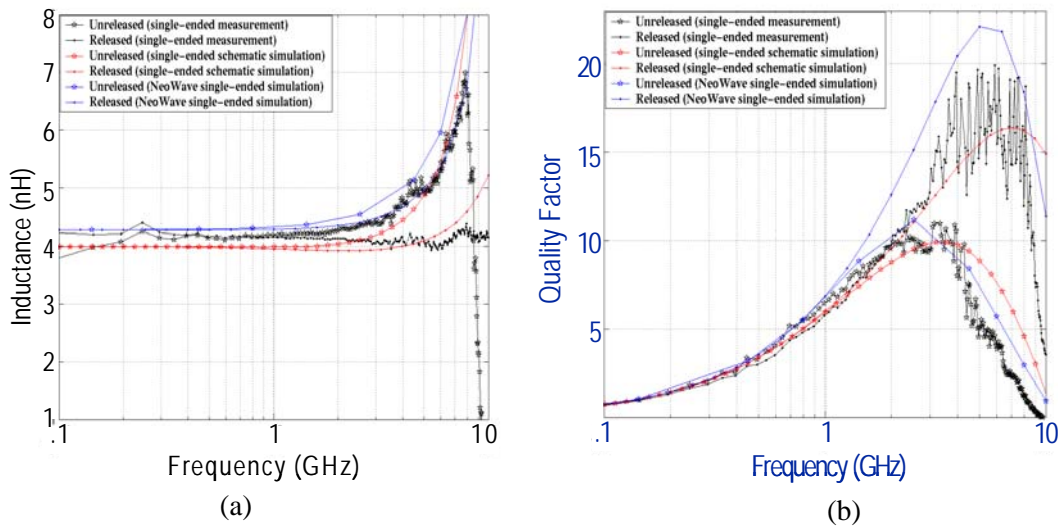 Unreleased (single-ended measurement)
Released (single-ended measurement)
Unreleased (single-ended schematic simulation)
Released (single-ended schematic simulation)
Unreleased (NeoWave single-ended simulation)
Released (NeoWave single-ended simulation)
8
7
6
5
4
3
2
1
.1
1
10
Inductance (nH)
Frequency (GHz)
(a)
Unreleased (single-ended measurement)
Released (single-ended measurement)
Unreleased (single-ended schematic simulation)
Released (single-ended schematic simulation)
Unreleased (NeoWave single-ended simulation)
Released (NeoWave single-ended simulation)
20
15
10
5
.1
1
10
Quality Factor
Frequency (GHz)
(b)